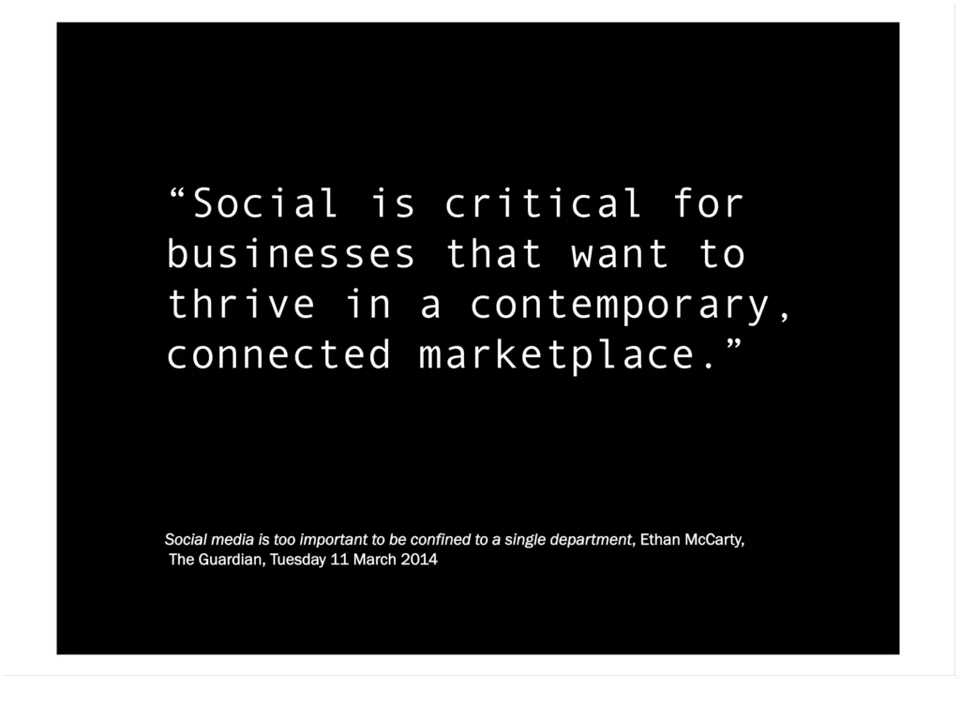 “Social is critical for
businesses that want to
thrive in a contemporary,
connected marketplace.”
Social media is too important to be confined to a single department, Ethan McCarty,
The Guardian, Tuesday 11 March 2014